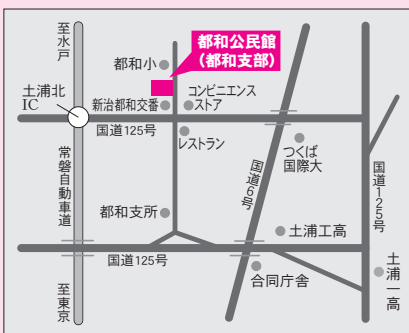 至水戸
都和小
都和公民館
(都和支部)
土浦北
IC
新治都和交番
コンビニエンス
ストア
国道125号
レストラン
つくば
国際大
国道6号
国道125号
常磐自動車道
都和支所
土浦工高
国道125号
合同庁舎
土浦一高
至東京